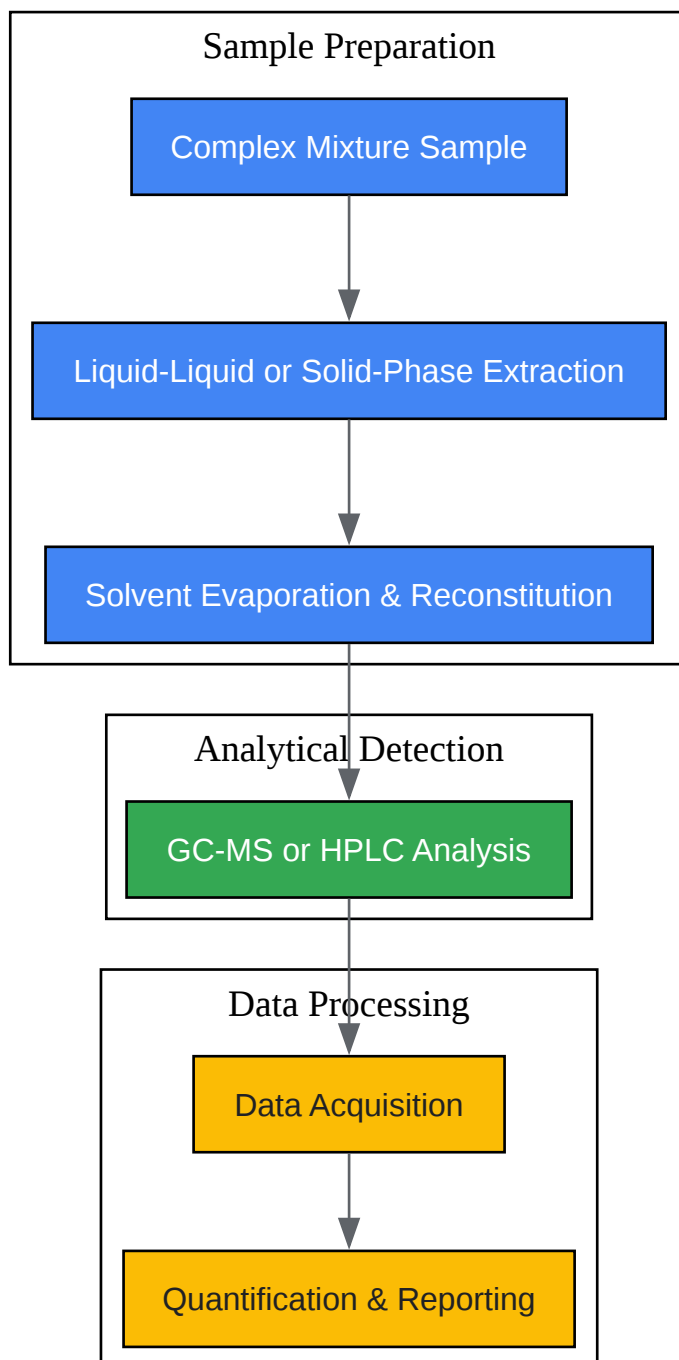 Sample Preparation
Complex Mixture Sample
Liquid-Liquid or Solid-Phase Extraction
Solvent Evaporation & Reconstitution
Analytical Detection
GC-MS or HPLC Analysis
Data Processing
Data Acquisition
Quantification & Reporting